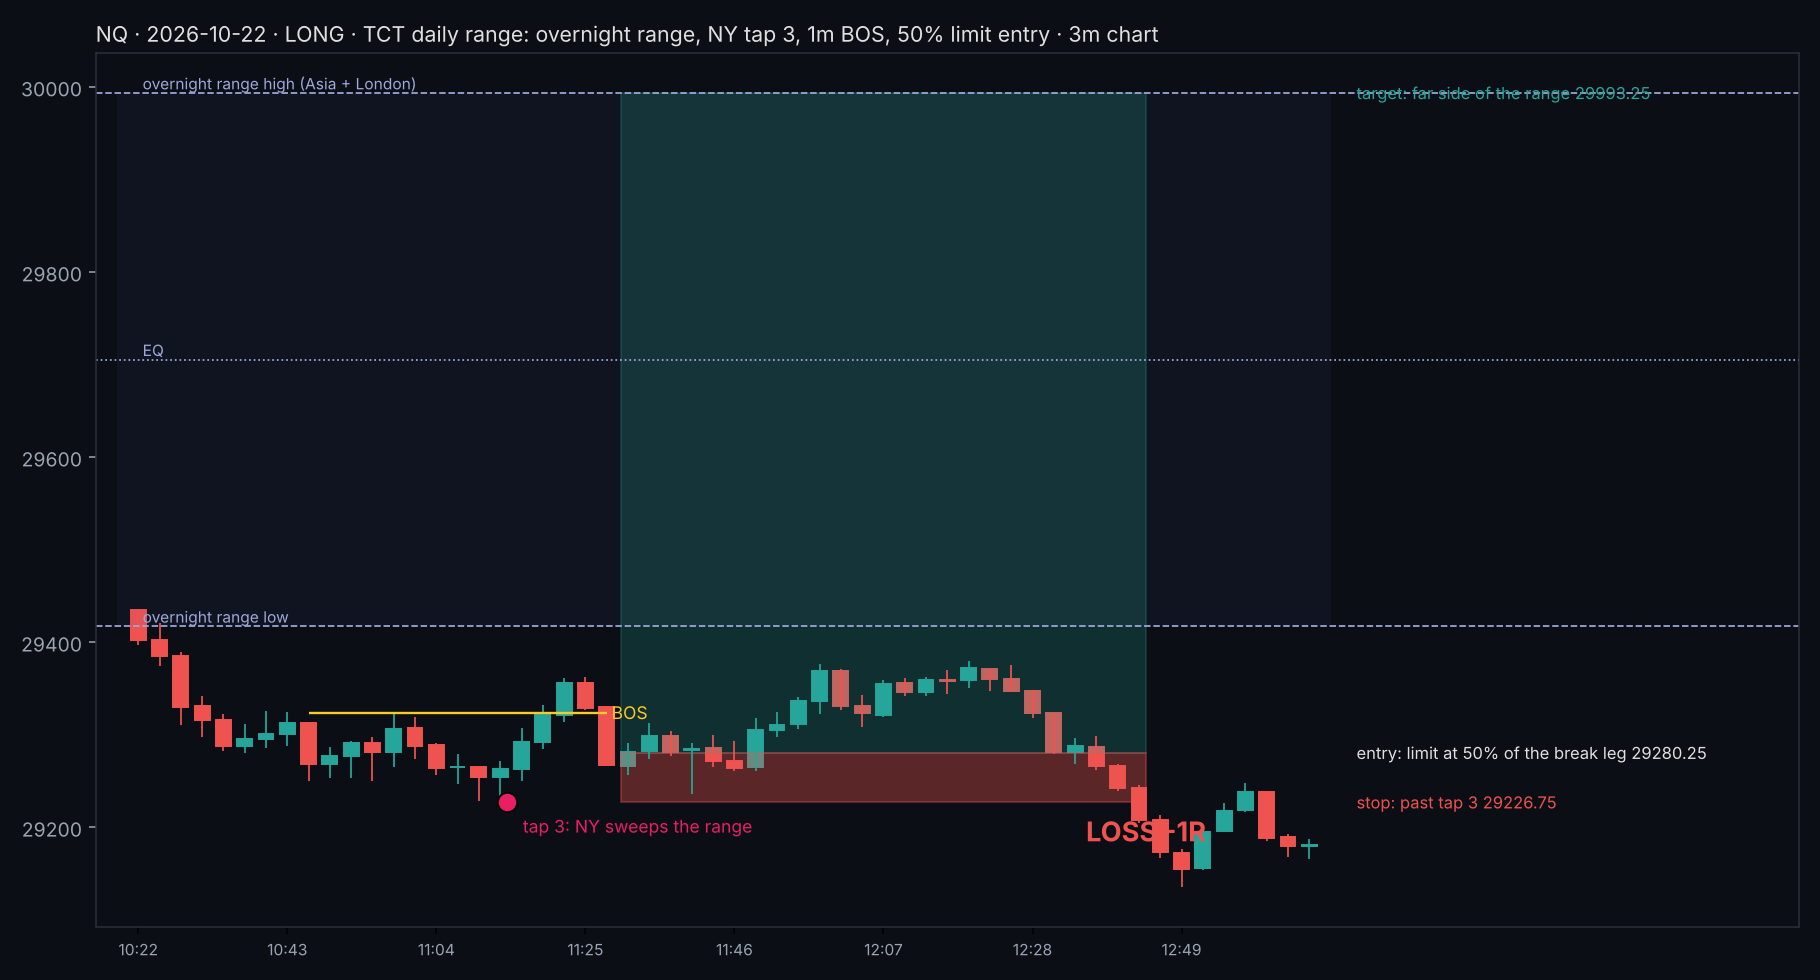 NQ · 2026-10-22 · LONG · TCT daily range: overnight range, NY tap 3, 1m BOS, 50% limit entry · 3m chart
30000
overnight range high (Asia + London)
target: far side of the range 29993.25
29800
EQ
29600
overnight range low
29400
BOS
entry: limit at 50% of the break leg 29280.25
stop: past tap 3 29226.75
tap 3: NY sweeps the range
29200
LOSS -1R
10:22
10:43
11:04
11:25
11:46
12:07
12:28
12:49